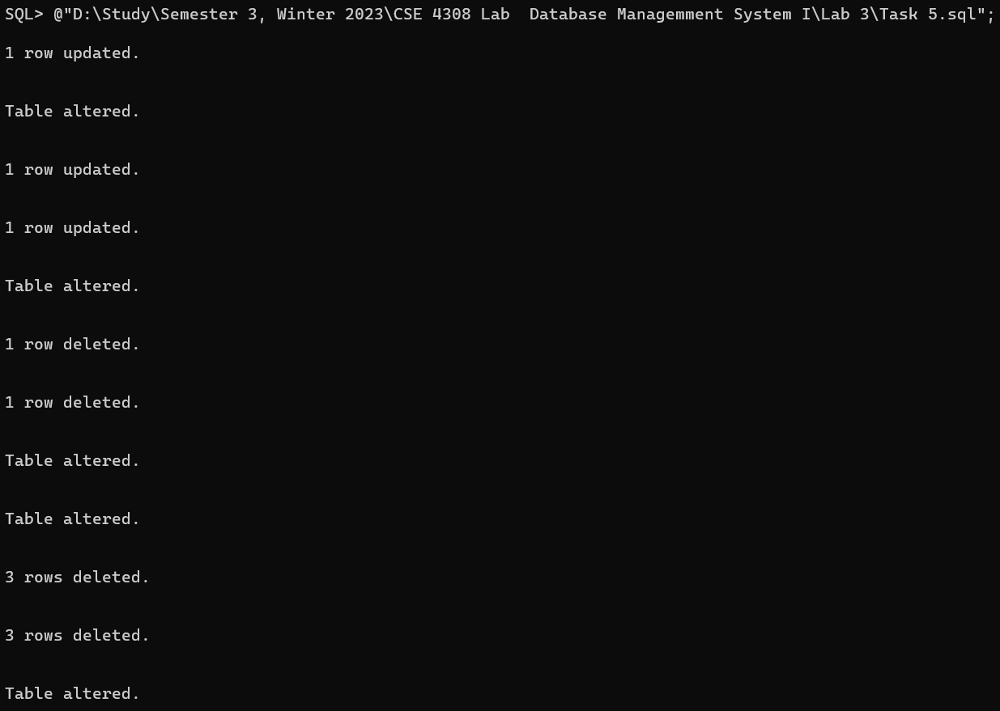 SQL> @"D:\Study\Semester 3, Winter 2023\CSE 4308 Lab  Database Managemment System I\Lab 3\Task 5.sql";
1 row updated.
Table altered.
1 row updated.
1 row updated.
Table altered.
1 row deleted.
1 row deleted.
Table altered.
Table altered.
3 rows deleted.
3 rows deleted.
Table altered.